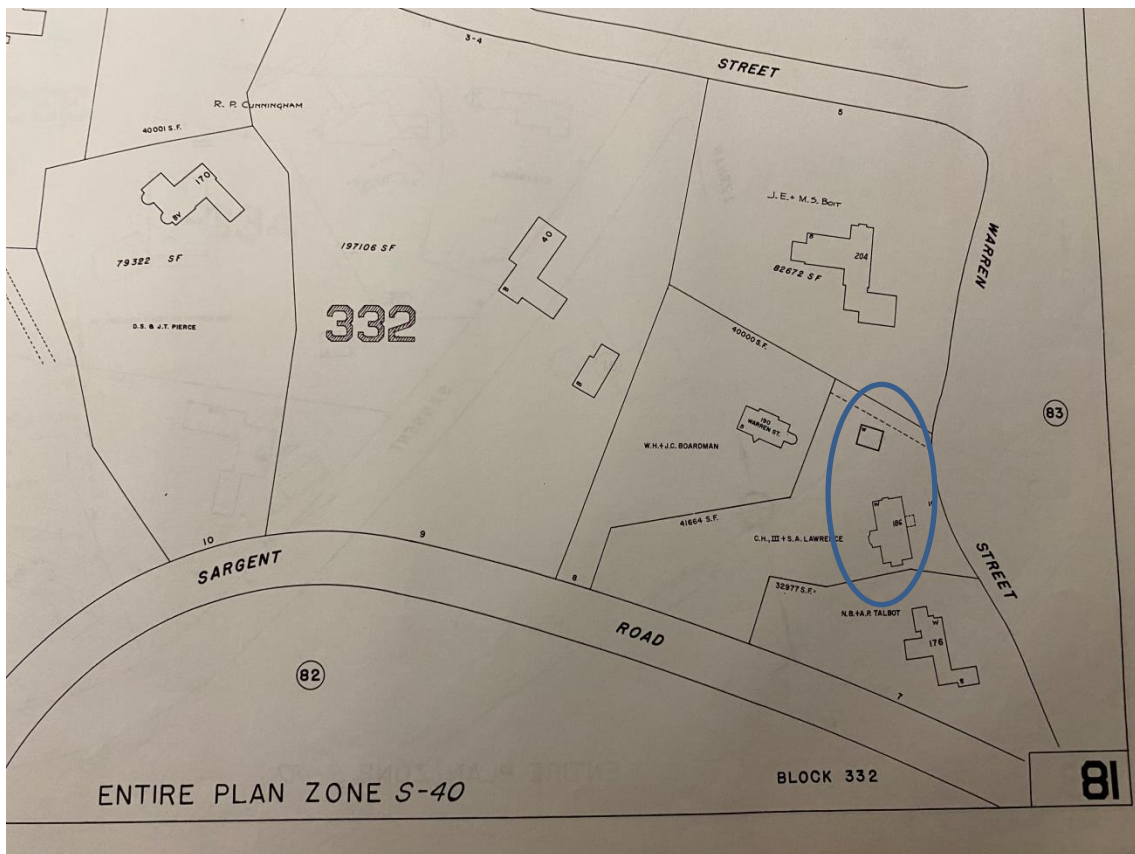 3-4
STREET
R. P. CUNNINGHAM
5
40001 S.F.
170
BV
J. E. + M. S. BOIT
WARREN
40
B
204
197106 SF
79322 SF
82672 SF
B
332
D.S. & J.T. PIERCE
40000 S.F.
B
83
190
WARREN ST.
B
W
W.H. + J.C. BOARDMAN
W
41664 S.F.
186
10
9
C.H., III + S.A. LAWRENCE
SARGENT
STREET
8
32977 S.F.
N.B. + A.P. TALBOT
W
ROAD
176
82
B
7
BLOCK 332
81
ENTIRE PLAN ZONE S-40